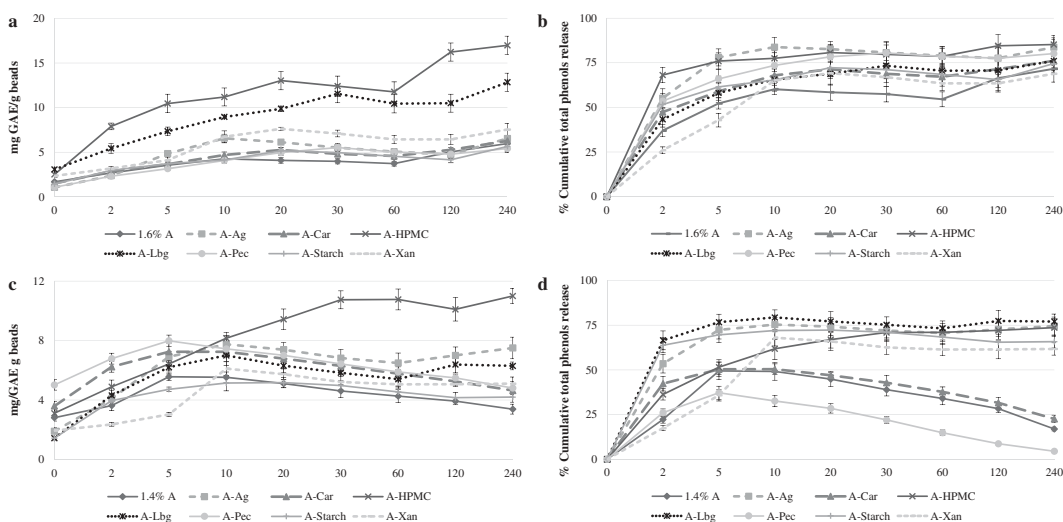 a
20
15
10
5
0
mg GAE/g beads
0 2 5 10 20 30 60 120 240
1.6% A A-Ag A-Car A-HPMC
A-Lbg A-Pec A-Starch A-Xan
b
100
75
50
25
0
% Cumulative total phenols release
0 2 5 10 20 30 60 120 240
1.6% A A-Ag A-Car A-HPMC
A-Lbg A-Pec A-Starch A-Xan
c
12
8
4
0
mg/GAE g beads
0 2 5 10 20 30 60 120 240
1.4% A A-Ag A-Car A-HPMC
A-Lbg A-Pec A-Starch A-Xan
d
100
75
50
25
0
% Cumulative total phenols release
0 2 5 10 20 30 60 120 240
1.4% A A-Ag A-Car A-HPMC
A-Lbg A-Pec A-Starch A-Xan